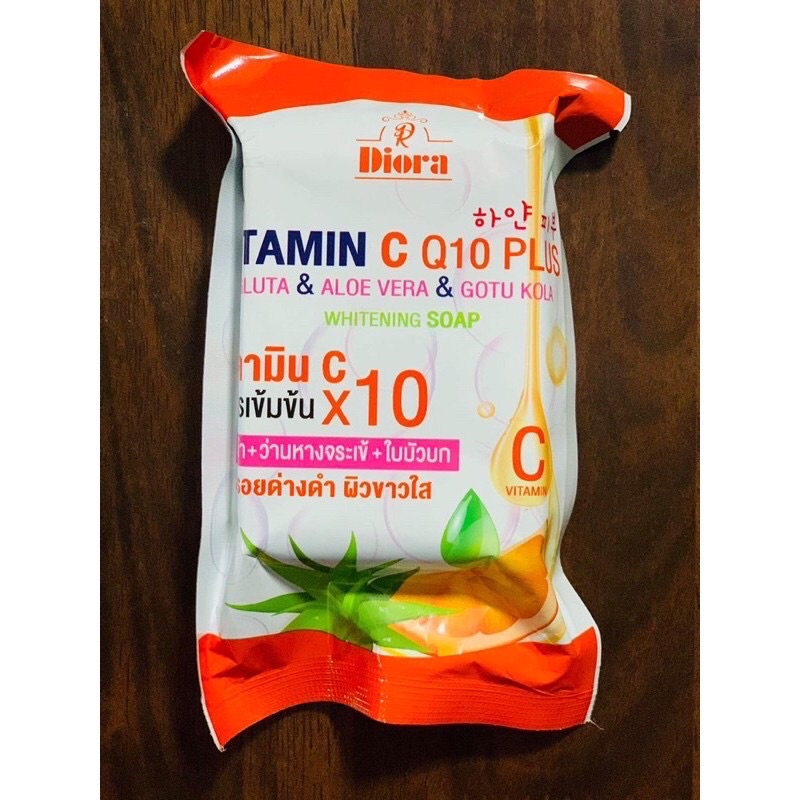 DR
Diora
하얀 피부
TAMIN C Q10 PLUS
LUTA & ALOE VERA & GOTU KOLA
WHITENING SOAP
ตามิน C
รเข้มข้น x10
+ว่านหางจระเข้+ใบบัวบก
รอยด่างดำ ผิวขาวใส
C
VITAMIN